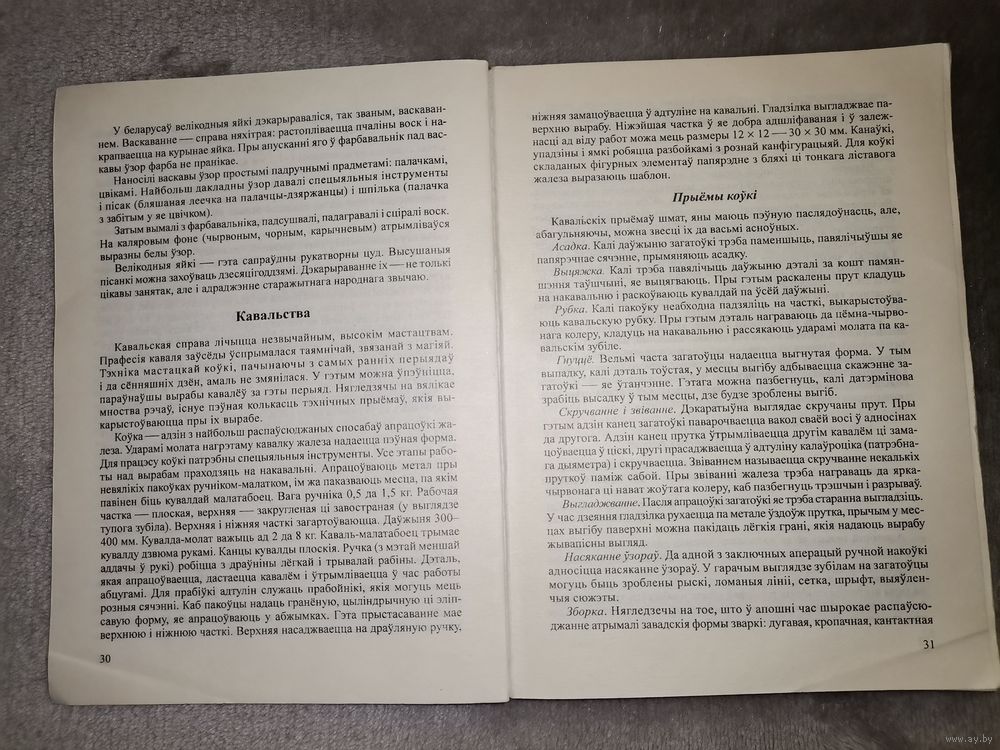 У беларусаў велікодныя яйкі дэкарыраваліся, так званым, васкаван-
нем. Васкаванне — справа няхітрая: растопліваецца пчаліны воск і на-
крапваецца на курынае яйка. Пры апусканні яго ў фарбавальнік пад вас-
кавы ўзор фарба не пранікае.
Наносілі васкавы ўзор простымі падручнымі прадметамі: палачкамі,
цвікамі. Найбольш дакладны ўзор давалі спецыяльныя інструменты
і пісак (бляшаная леечка на палачцы-дзяржанцы) і шпілька (палачка
з забітым у яе цвічком).
Затым вымалі з фарбавальніка, падсушвалі, падагравалі і сціралі воск.
На каляровым фоне (чырвоным, чорным, карычневым) атрымліваўся
выразны белы ўзор.
Велікодныя яйкі — гэта сапраўдны рукатворны цуд. Высушаныя
пісанкі можна захоўваць дзесяцігоддзямі. Дэкарыраванне іх — не толькі
цікавы занятак, але і адраджэнне старажытнага народнага звычаю.
Кавальства
Кавальская справа лічыцца незвычайным, высокім мастацтвам.
Прафесія каваля заўсёды ўспрымалася таямнічай, звязанай з магіяй.
Тэхніка мастацкай коўкі, пачынаючы з самых ранніх перыядаў
і да сённяшніх дзён, амаль не змянілася. У гэтым можна ўпэўніцца,
параўнаўшы вырабы кавалёў за гэты перыяд. Нягледзячы на вялікае
мноства рэчаў, існуе пэўная колькасць тэхнічных прыёмаў, якія вы-
карыстоўваюцца пры іх вырабе.
Коўка — адзін з найбольш распаўсюджаных спосабаў апрацоўкі жа-
леза. Ударамі молата нагрэтаму кавалку жалеза надаецца пэўная форма.
Для працэсу коўкі патрэбны спецыяльныя інструменты. Усе этапы рабо-
ты над вырабам праходзяць на накавальні. Апрацоўваюць метал пры
невялікіх пакоўках ручніком-малатком, ім жа паказваюць месца, па якім
павінен біць кувалдай малатабоец. Вага ручніка 0,5 да 1,5 кг. Рабочая
частка — плоская, верхняя — закругленая ці завостраная (у выглядзе
тупога зубіла). Верхняя і ніжняя часткі загартоўваюцца. Даўжыня 300–
400 мм. Кувалда-молат важыць ад 2 да 8 кг. Каваль-малатабоец трымае
кувалду дзвюма рукамі. Канцы кувалды плоскія. Ручка (з мэтай меншай
аддачы ў рукі) робіцца з драўніны лёгкай і трывалай рабіны. Дэталь,
якая апрацоўваецца, дастаецца кавалём і ўтрымліваецца ў час работы
абцугамі. Для прабіўкі адтулін служаць прабойнікі, якія могуць мець
розныя сячэнні. Каб пакоўцы надаць гранёную, цыліндрычную ці эліп-
савую форму, яе апрацоўваюць у абжымках. Гэта прыстасаванне мае
верхнюю і ніжнюю часткі. Верхняя насаджваецца на драўляную ручку,
30
ніжняя замацоўваецца ў адтуліне на кавальні. Гладзілка выгладжвае па-
верхню вырабу. Ніжэйшая частка ў яе добра адшліфаваная і ў залеж-
насці ад віду работ можа мець размеры 12 × 12 — 30 × 30 мм. Канаўкі,
упадзіны і ямкі робяцца разбойкамі з рознай канфігурацыяй. Для коўкі
складаных фігурных элементаў папярэдне з бляхі ці тонкага ліставога
жалеза выразаюць шаблон.
Прыёмы коўкі
Кавальскіх прыёмаў шмат, яны маюць пэўную паслядоўнаець, але,
абагульняючы, можна звесці іх да васьмі асноўных.
Асадка. Калі даўжыню загатоўкі трэба паменшыць, павялічыўшы яе
папярэчнае сячэнне, прымяняюць асадку.
Выцяжка. Калі трэба павялічыць даўжыню дэталі за кошт памян-
шэння таўшчыні, яе выцягваюць. Пры гэтым раскалены прут кладуць
на накавальню і раскоўваюць кувалдай па ўсёй даўжыні.
Рубка. Калі пакоўку неабходна падзяліць на часткі, выкарыстоўва-
юць кавальскую рубку. Пры гэтым дэталь награваюць да цёмна-чырво-
нага колеру, кладуць на накавальню і рассякаюць ударамі молата па ка-
вальскім зубіле.
Гнуццё. Вельмі часта загатоўцы надаецца выгнутая форма. У тым
выпадку, калі дэталь тоўстая, у месцы выгібу адбываецца скажэнне за-
гатоўкі — яе ўтанчэнне. Гэтага можна пазбегнуць, калі датэрмінова
зрабіць высадку ў тым месцы, дзе будзе зроблены выгіб.
Скручванне і звіванне. Дэкаратыўна выглядае скручаны прут. Пры
гэтым адзін канец загатоўкі паварочваецца вакол сваёй восі ў адносінах
да другога. Адзін канец прутка ўтрымліваецца другім кавалём ці зама-
цоўваецца ў ціскі, другі прасаджваецца ў адтуліну калаўроціка (патрэбна-
га дыяметра) і скручваецца. Звіваннем называецца скручванне некалькіх
пруткоў паміж сабой. Пры звіванні жалеза трэба награваць да ярка-
чырвонага ці нават жоўтага колеру, каб пазбегнуць трэшчын і разрываў.
Выгладжванне. Пасля апрацоўкі загатоўкі яе трэба старанна выгладзіць.
У час дзеяння гладзілка рухаецца па метале ўздоўж прутка, прычым у мес-
цах выгібу паверхні можна пакідаць лёгкія грані, якія надаюць вырабу
жывапісны выгляд.
Насяканне ўзораў. Да адной з заключных аперацый ручной накоўкі
адносіцца насяканне ўзораў. У гарачым выглядзе зубілам на загатоўцы
могуць быць зроблены рыскі, ломаныя лініі, сетка, шрыфт, выяўлен-
чыя сюжэты.
Зборка. Нягледзечы на тое, што ў апошні час шырокае распаўсю-
джанне атрымалі завадскія формы зваркі: дугавая, кропачная, кантактная
31
www.ay.by